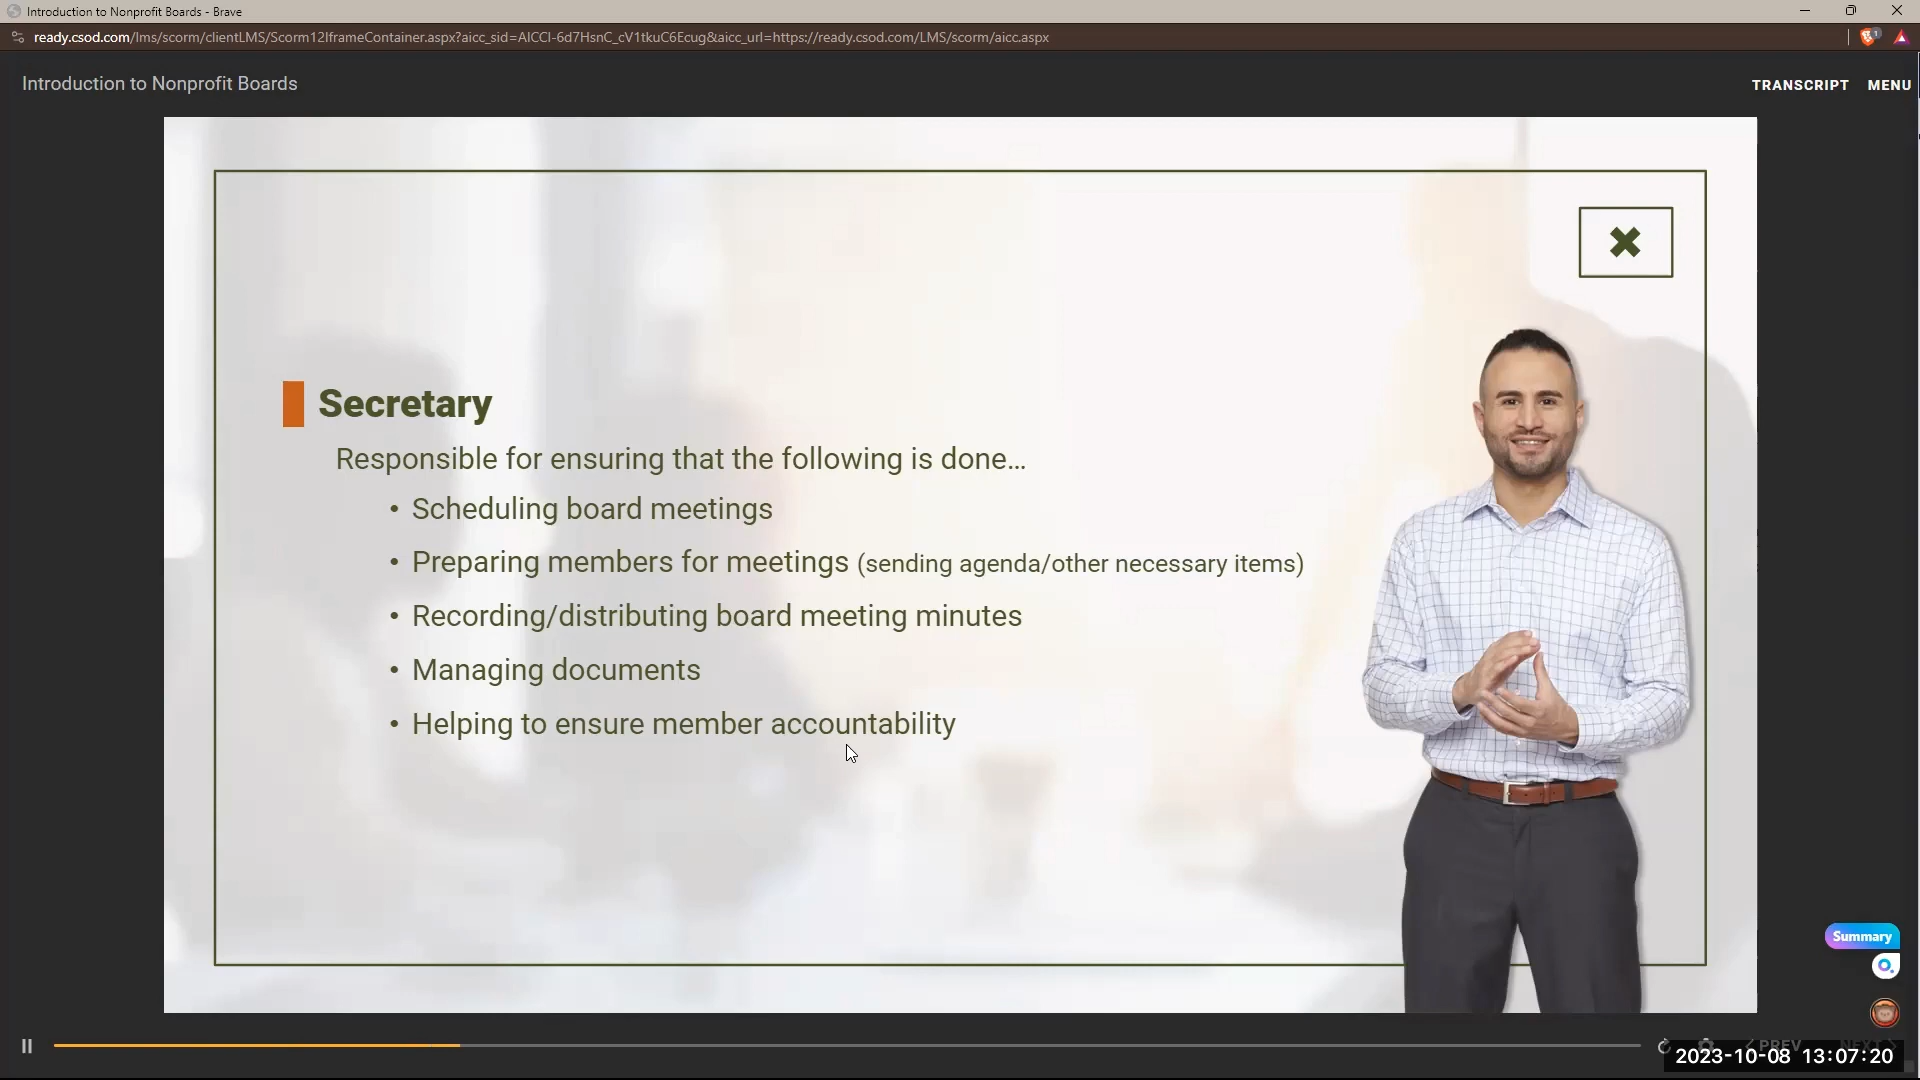 Introduction to Nonprofit Boards - Brave
ready.csod.com/lms/scorm/clientLMS/Scorm12IframeContainer.aspx?aicc_sid=AICCI-6d7HsnC_cV1tkuC6Ecug&aicc_url=https://ready.csod.com/LMS/scorm/aicc.aspx
1
Introduction to Nonprofit Boards
TRANSCRIPT MENU
Secretary
Responsible for ensuring that the following is done...
• Scheduling board meetings
• Preparing members for meetings (sending agenda/other necessary items)
• Recording/distributing board meeting minutes
• Managing documents
• Helping to ensure member accountability
Summary
PREV NEXT
2023-10-08 13:07:20